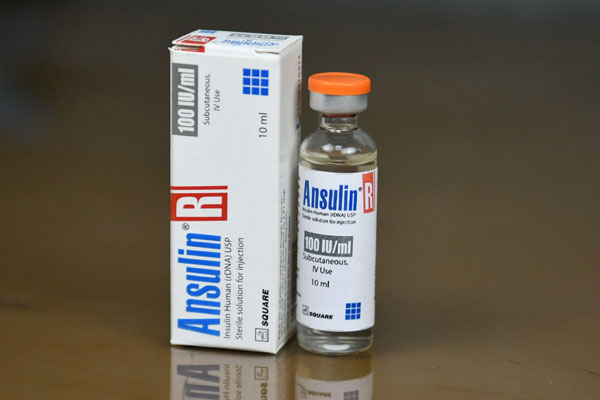 Ansulin® R
Insulin Human (rDNA) USP
Sterile solution for injection
100 IU/ml
Subcutaneous,
IV Use
10 ml
SQUARE
Ansulin® R
Insulin Human (rDNA) USP
Sterile solution for injection
100 IU/ml
Subcutaneous,
IV Use
10 ml
SQUARE